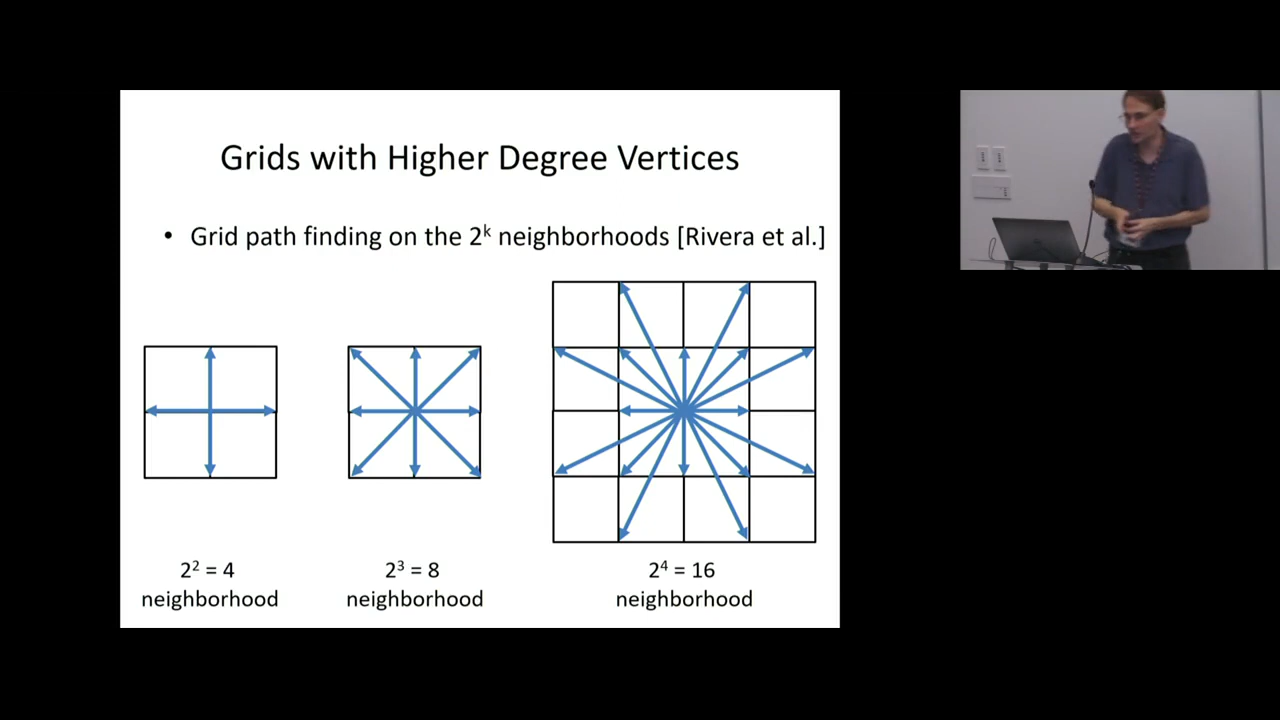 Grids with Higher Degree Vertices
• Grid path finding on the 2ᵏ neighborhoods [Rivera et al.]
2² = 4
neighborhood
2³ = 8
neighborhood
2⁴ = 16
neighborhood